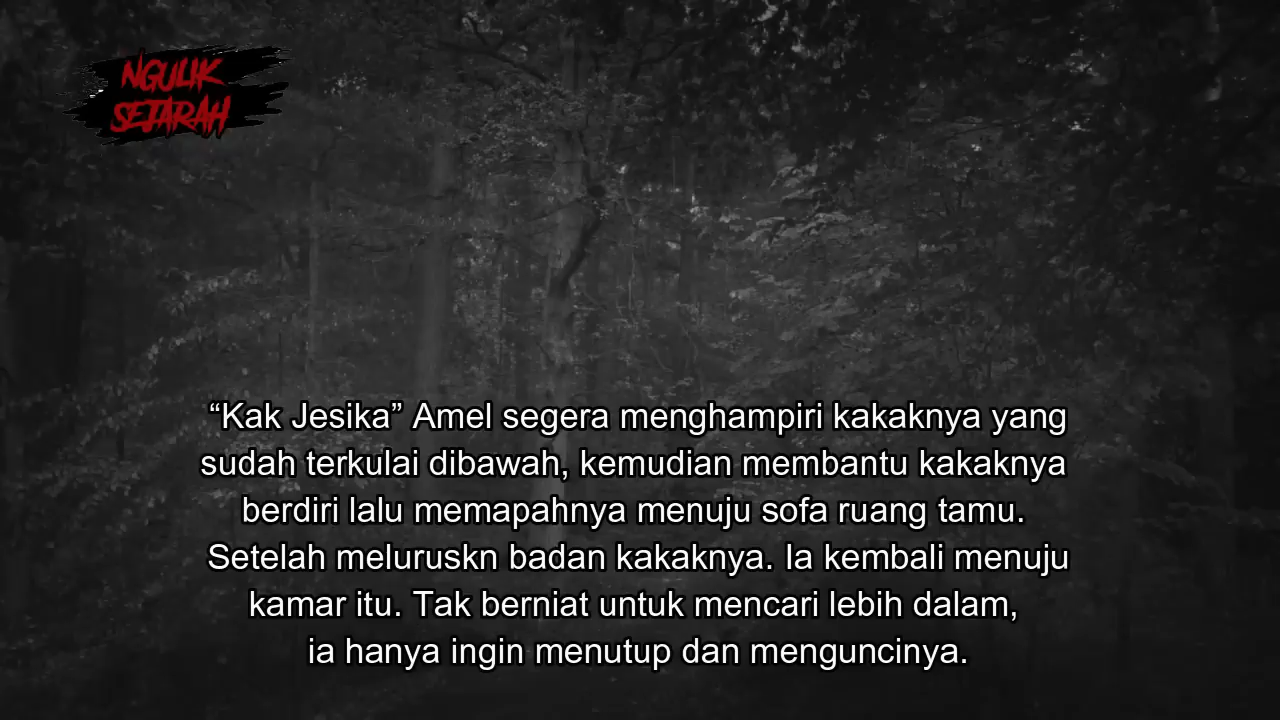 NGULIK
SEJARAH
“Kak Jesika” Amel segera menghampiri kakaknya yang
sudah terkulai dibawah, kemudian membantu kakaknya
berdiri lalu memapahnya menuju sofa ruang tamu.
Setelah meluruskn badan kakaknya. Ia kembali menuju
kamar itu. Tak berniat untuk mencari lebih dalam,
ia hanya ingin menutup dan menguncinya.